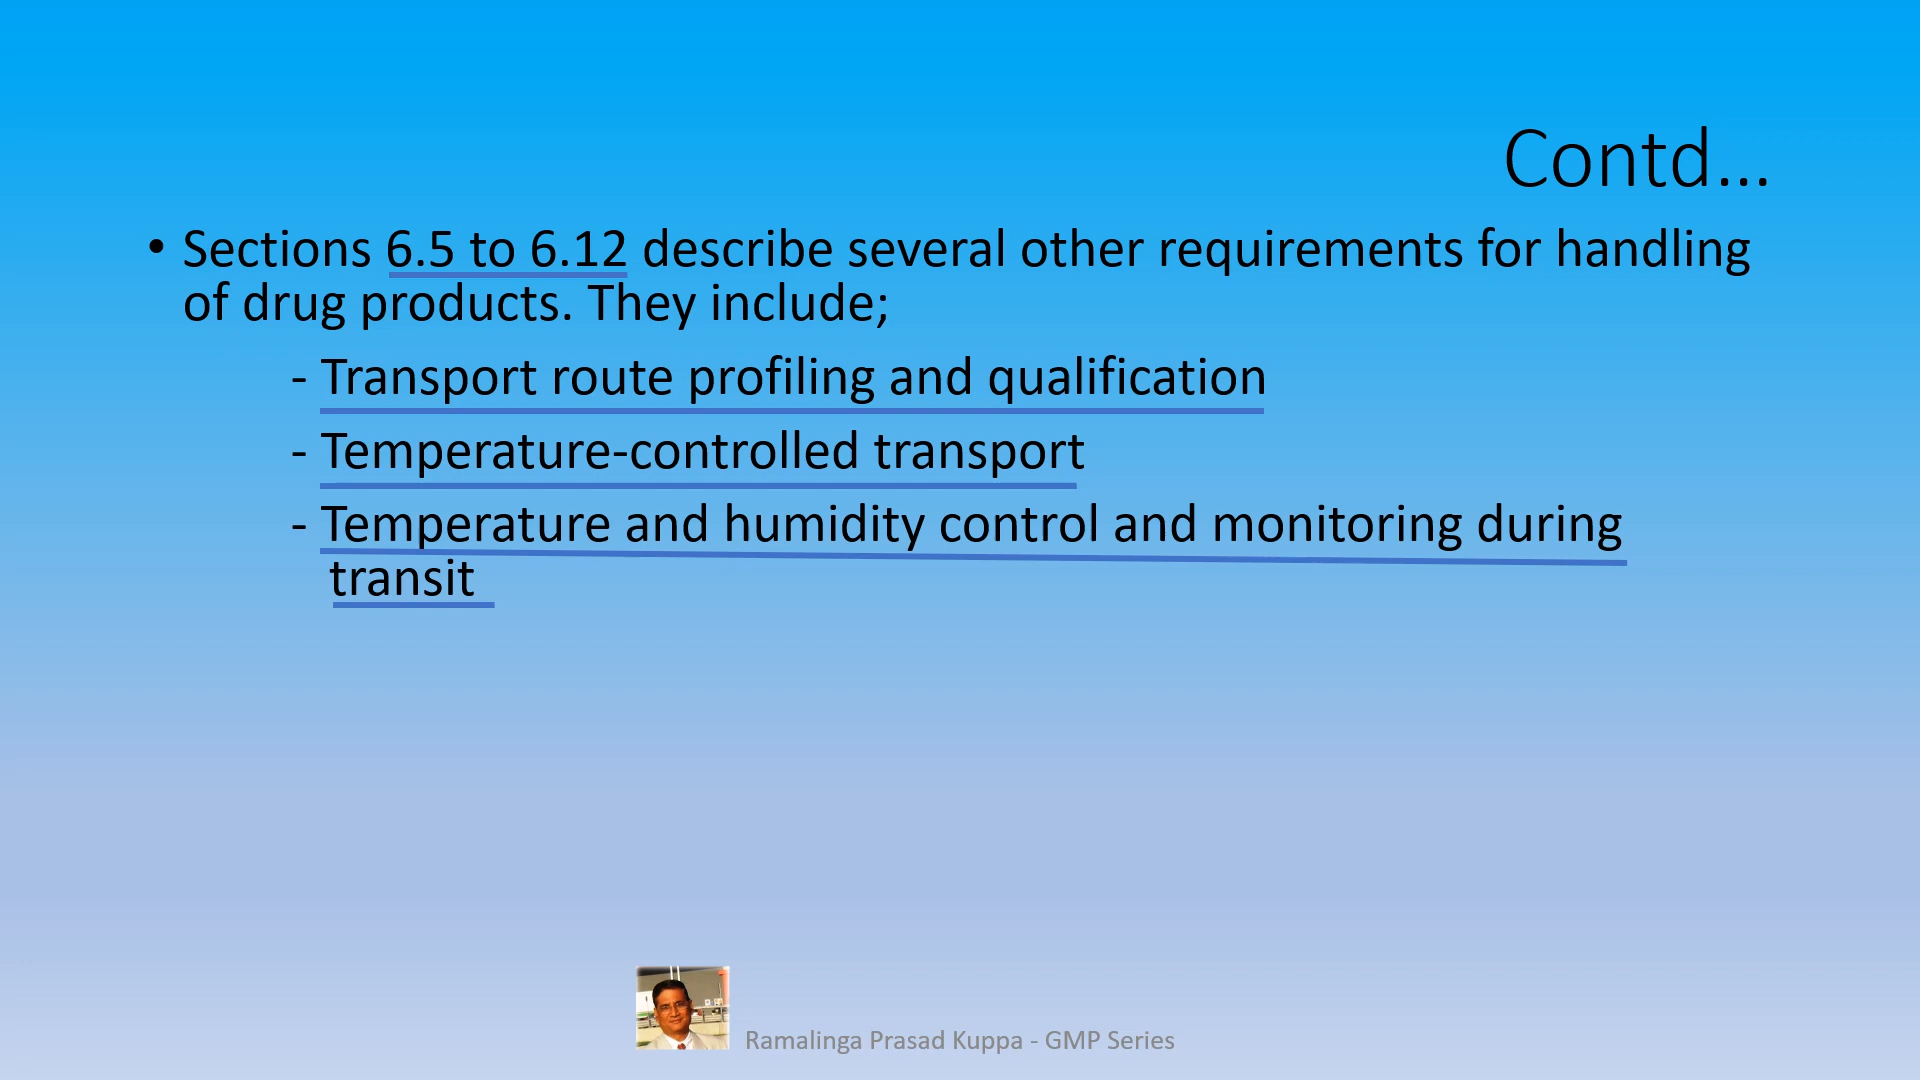 Contd...
• Sections 6.5 to 6.12 describe several other requirements for handling
of drug products. They include;
- Transport route profiling and qualification
- Temperature-controlled transport
- Temperature and humidity control and monitoring during
transit
Ramalinga Prasad Kuppa - GMP Series